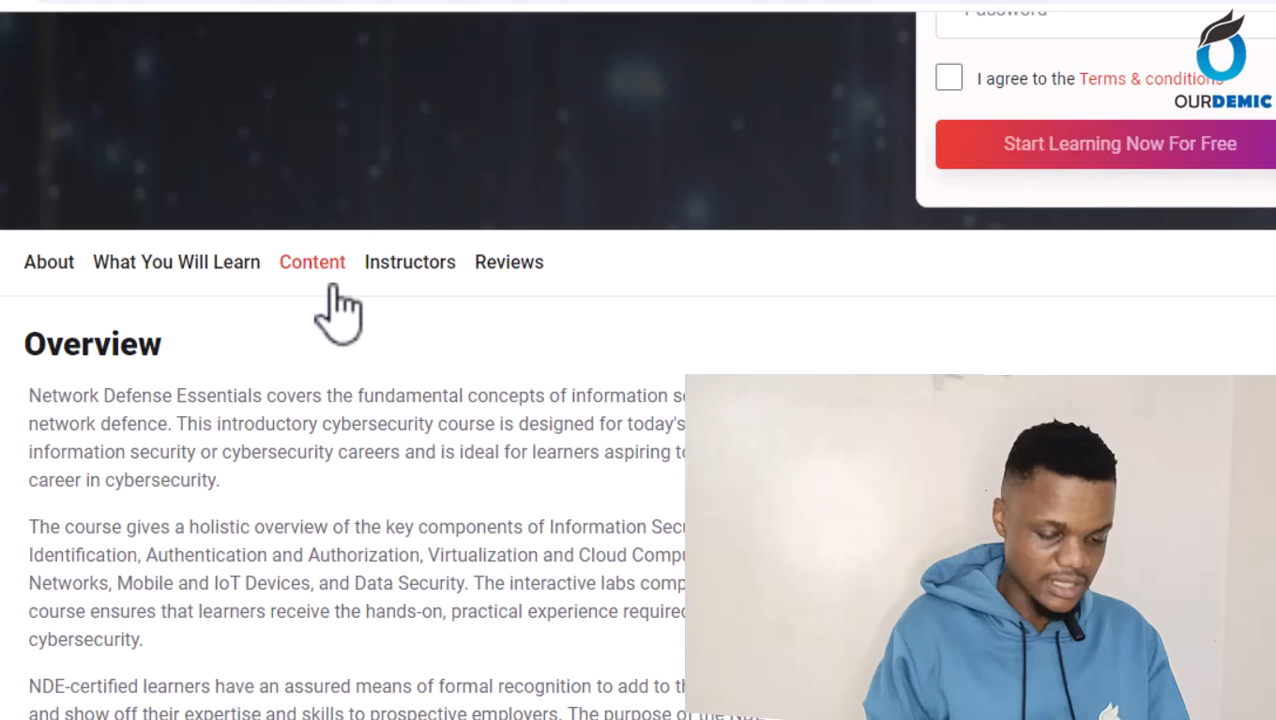 Password
I agree to the Terms & condition
OURDEMIC
Start Learning Now For Free
About What You Will Learn Content Instructors Reviews
Overview
Network Defense Essentials covers the fundamental concepts of information
network defence. This introductory cybersecurity course is designed for today's
information security or cybersecurity careers and is ideal for learners aspiring
career in cybersecurity.
The course gives a holistic overview of the key components of Information
Identification, Authentication and Authorization, Virtualization and Cloud
Networks, Mobile and IoT Devices, and Data Security. The interactive labs
course ensures that learners receive the hands-on, practical experience
cybersecurity.
NDE-certified learners have an assured means of formal recognition to add to
and show off their expertise and skills to prospective employers. The purpose of the